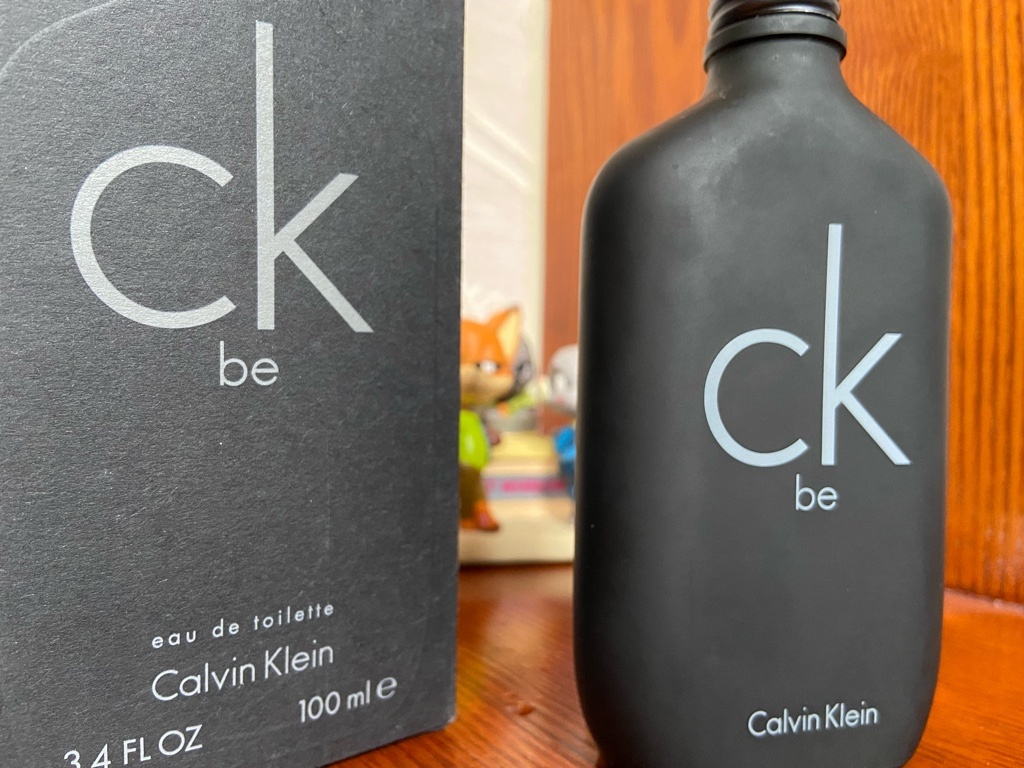 ck
be
eau de toilette
Calvin Klein
100 ml e
3.4 FL OZ
ck
be
Calvin Klein